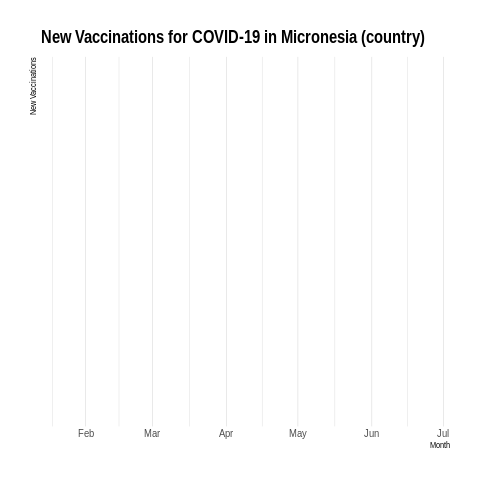 New Vaccinations for COVID-19 in Micronesia (country)
New Vaccinations
Feb Mar Apr May Jun Jul
Month